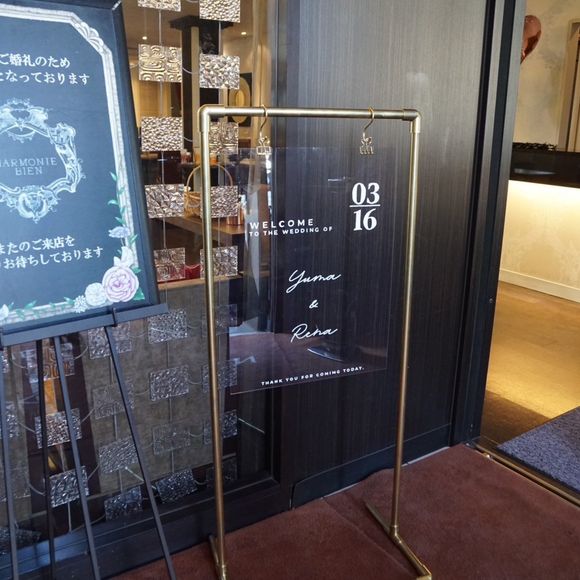 ご婚礼のため
となっております
HARMONIE
BIEN
またのご来店を
お待ちしております
WELCOME
TO THE WEDDING OF
03
16
Yuma
&
Rena
THANK YOU FOR COMING TODAY.